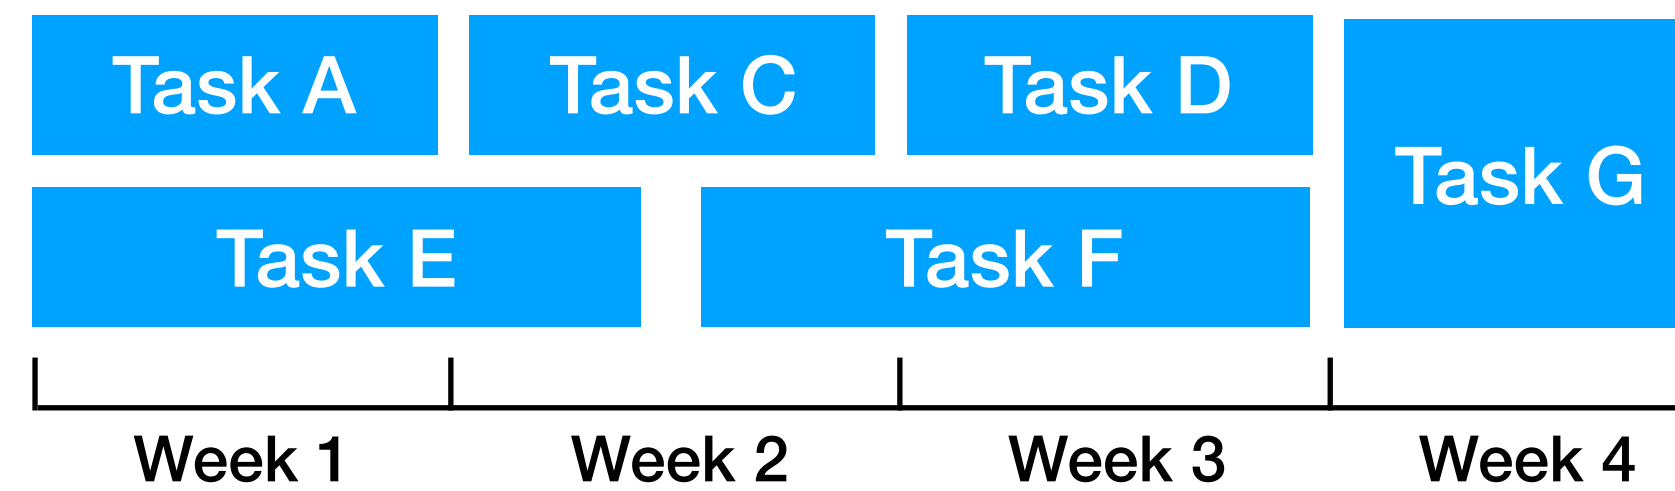 Task A
Task C
Task D
Task G
Task E
Task F
Week 1
Week 2
Week 3
Week 4